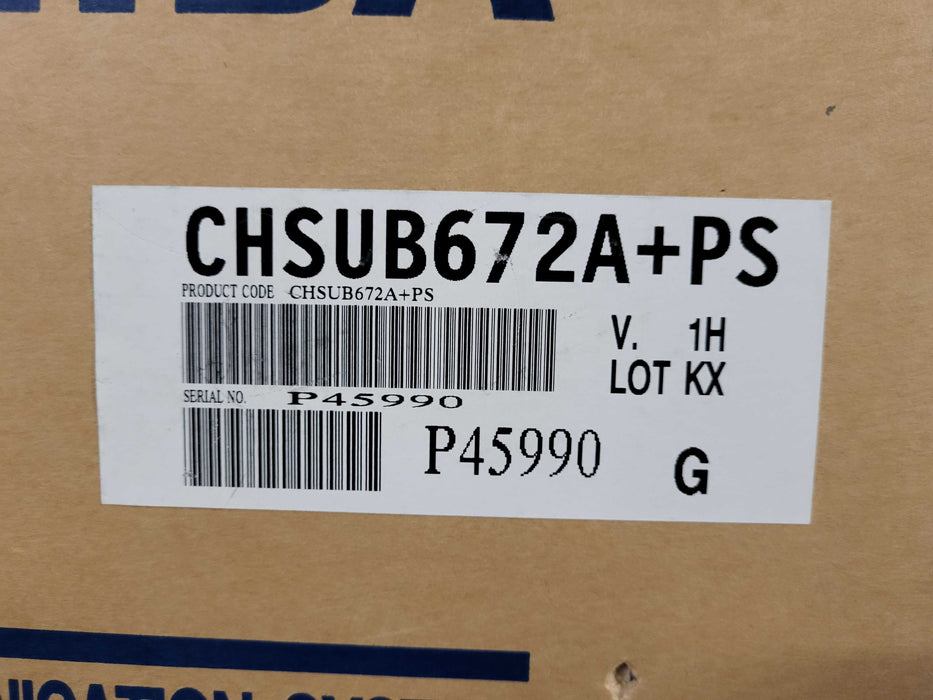 CHSUB672A+PS
PRODUCT CODE CHSUB672A+PS
V. 1H
LOT KX
SERIAL NO. P45990
P45990
G